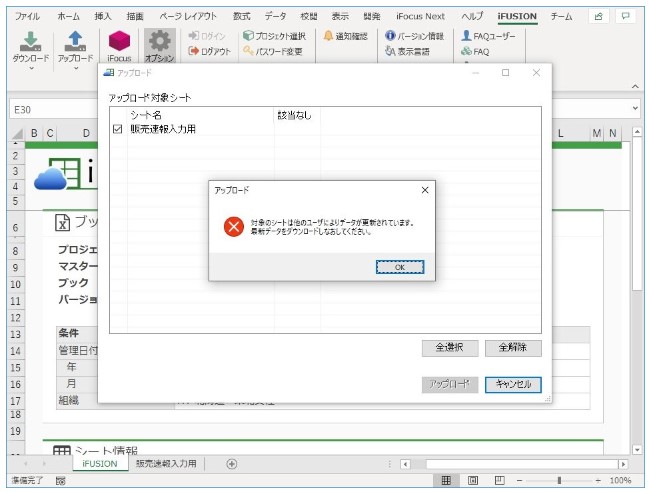 ファイル ホーム 挿入 描画 ページ レイアウト 数式 データ 校閲 表示 開発 iFocus Next ヘルプ iFUSION チーム
ダウンロード アップロード iFocus オプション
ログイン プロジェクト選択 通知確認 バージョン情報 FAQユーザー
ログアウト パスワード変更 表示言語 FAQ
アップロード
E30
アップロード対象シート
シート名 該当なし
販売速報入力用
B C D L M N
アップロード
対象のシートは他のユーザによりデータが更新されています。
最新データをダウンロードしなおしてください。
OK
2
3
4
5
6 ブッ
8 プロジェ
9 マスター
10 ブック
11 バージョ
12
13 条件
14 管理日付
15 年
16 月
17 組織
18
19
全選択 全解除
アップロード キャンセル
シート情報
iFUSION 販売速報入力用
準備完了 100%